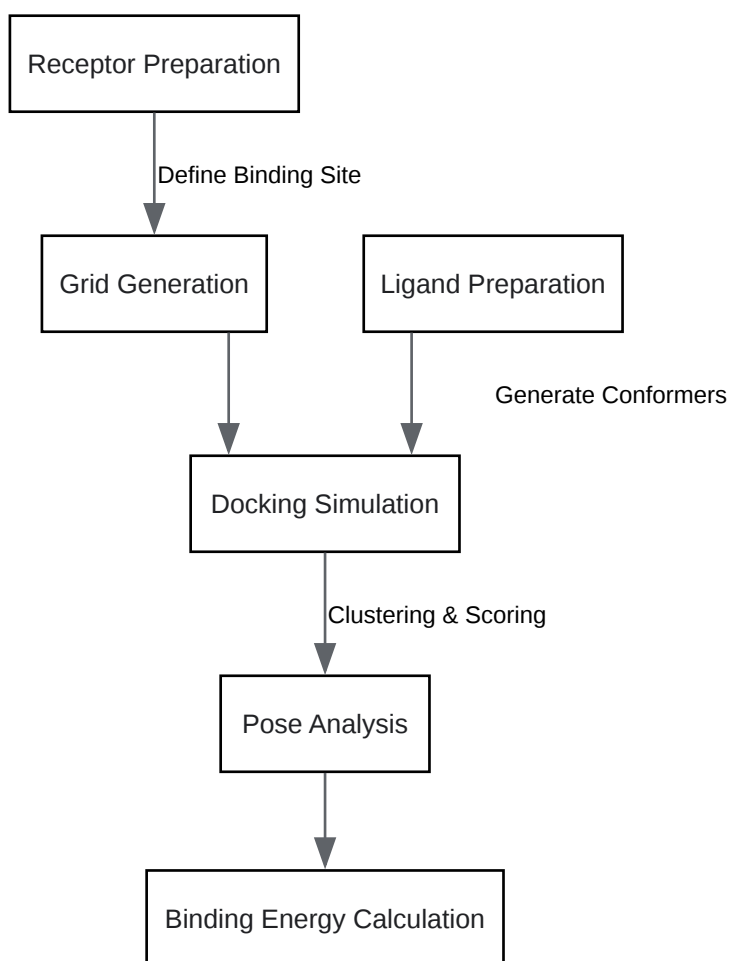 Receptor Preparation
Define Binding Site
Grid Generation
Ligand Preparation
Generate Conformers
Docking Simulation
Clustering & Scoring
Pose Analysis
Binding Energy Calculation